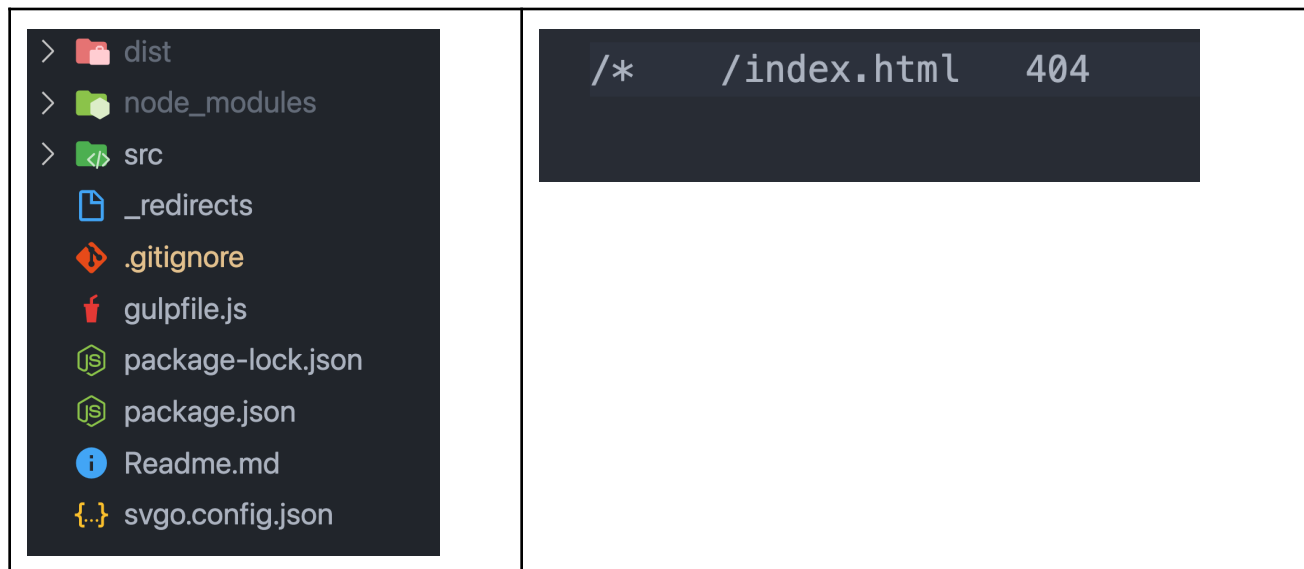 dist
node_modules
src
_redirects
.gitignore
gulpfile.js
package-lock.json
package.json
Readme.md
svgo.config.json
/*    /index.html   404